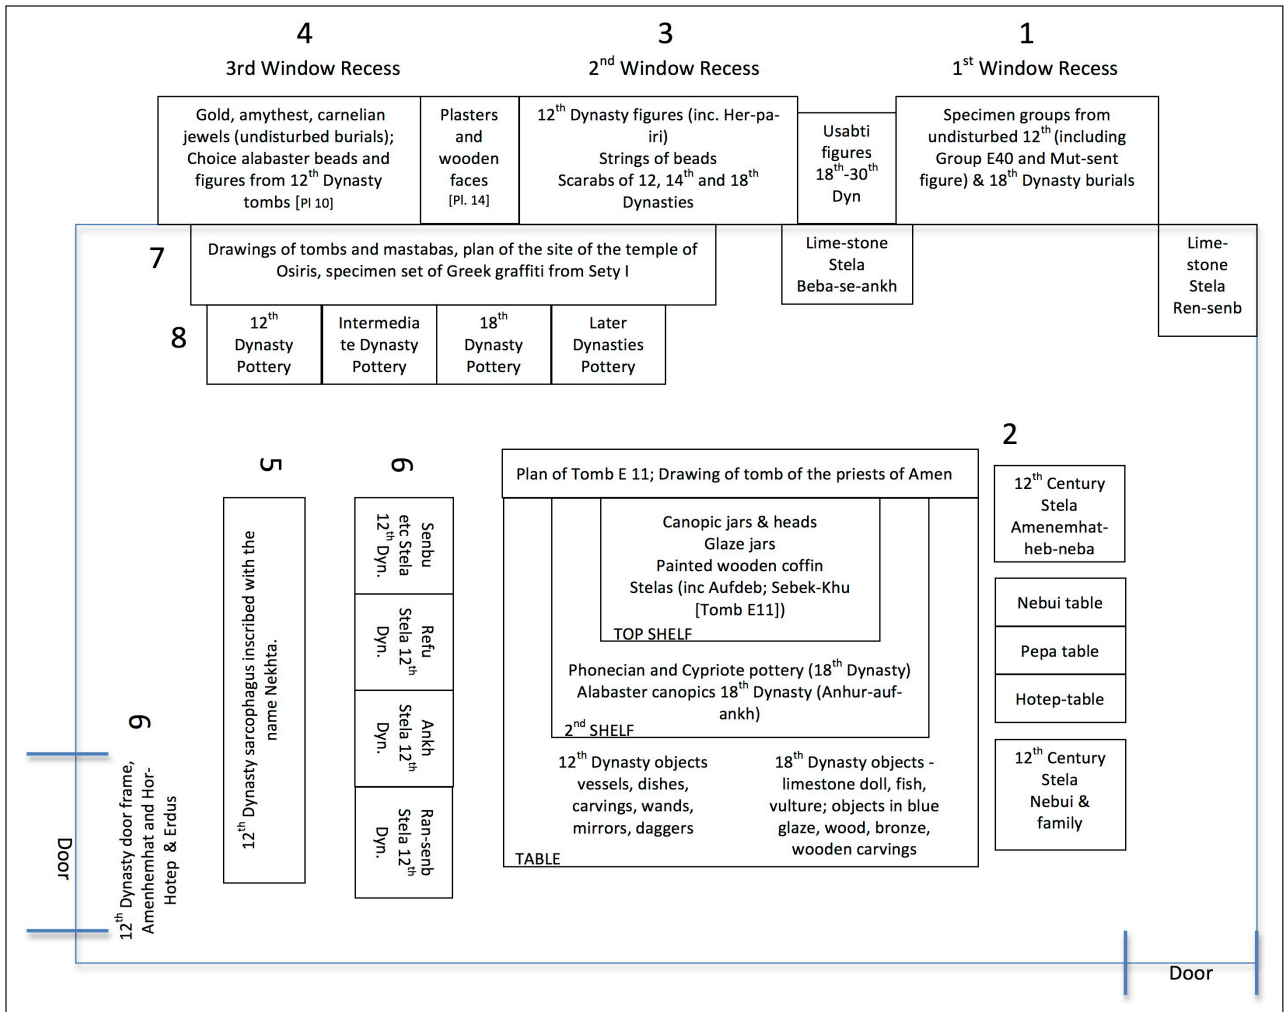 4
3rd Window Recess
3
2nd Window Recess
1
1st Window Recess
Gold, amythest, carnelian
jewels (undisturbed burials);
Choice alabaster beads and
figures from 12th Dynasty
tombs [Pl 10]
Plasters
and
wooden
faces
[Pl. 14]
12th Dynasty figures (inc. Her-pa-
iri)
Strings of beads
Scarabs of 12, 14th and 18th
Dynasties
Usabti
figures
18th-30th
Dyn
Specimen groups from
undisturbed 12th (including
Group E40 and Mut-sent
figure) & 18th Dynasty burials
7
Drawings of tombs and mastabas, plan of the site of the temple of
Osiris, specimen set of Greek graffiti from Sety I
Lime-stone
Stela
Beba-se-ankh
Lime-
stone
Stela
Ren-senb
8
12th
Dynasty
Pottery
Intermedia
te Dynasty
Pottery
18th
Dynasty
Pottery
Later
Dynasties
Pottery
5
12th Dynasty sarcophagus inscribed with the
name Nekhta.
6
Senbu
etc Stela
12th Dyn.
Refu
Stela 12th
Dyn.
Ankh
Stela 12th
Dyn.
Ran-senb
Stela 12th
Dyn.
Plan of Tomb E 11; Drawing of tomb of the priests of Amen
Canopic jars & heads
Glaze jars
Painted wooden coffin
Stelas (inc Aufdeb; Sebek-Khu
[Tomb E11])
TOP SHELF
Phonecian and Cypriote pottery (18th Dynasty)
Alabaster canopics 18th Dynasty (Anhur-auf-
ankh)
2nd SHELF
12th Dynasty objects
vessels, dishes,
carvings, wands,
mirrors, daggers
18th Dynasty objects -
limestone doll, fish,
vulture; objects in blue
glaze, wood, bronze,
wooden carvings
TABLE
2
12th Century
Stela
Amenemhat-
heb-neba
Nebui table
Pepa table
Hotep-table
12th Century
Stela
Nebui &
family
9
12th Dynasty door frame,
Amenhemhat and Hor-
Hotep & Erdus
Door
Door